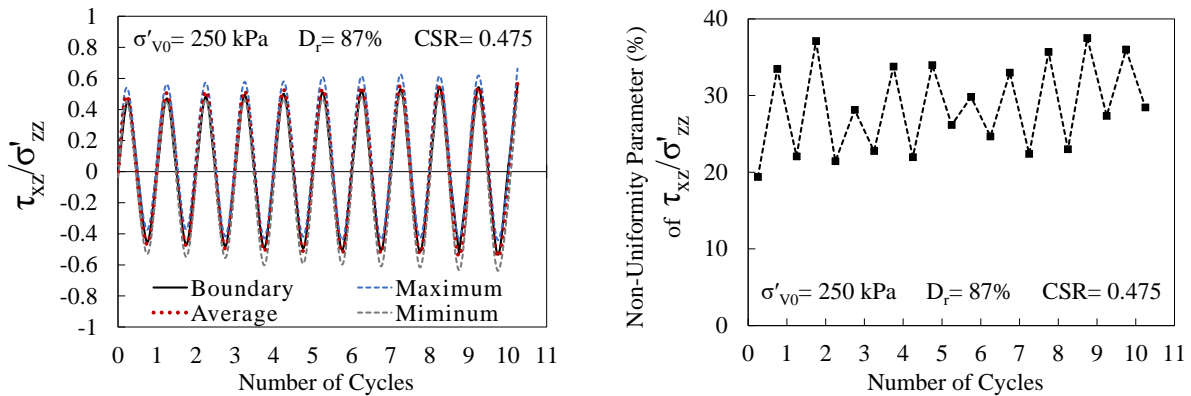 1
0.8
0.6
0.4
0.2
0
-0.2
-0.4
-0.6
-0.8
-1
τxz/σ'zz
σ'V0= 250 kPa Dr= 87% CSR= 0.475
Boundary Maximum
Average Miminum
0 1 2 3 4 5 6 7 8 9 10 11
Number of Cycles
40
30
20
10
0
Non-Uniformity Parameter (%)
of τxz/σ'zz
σ'V0= 250 kPa Dr= 87% CSR= 0.475
0 1 2 3 4 5 6 7 8 9 10 11
Number of Cycles